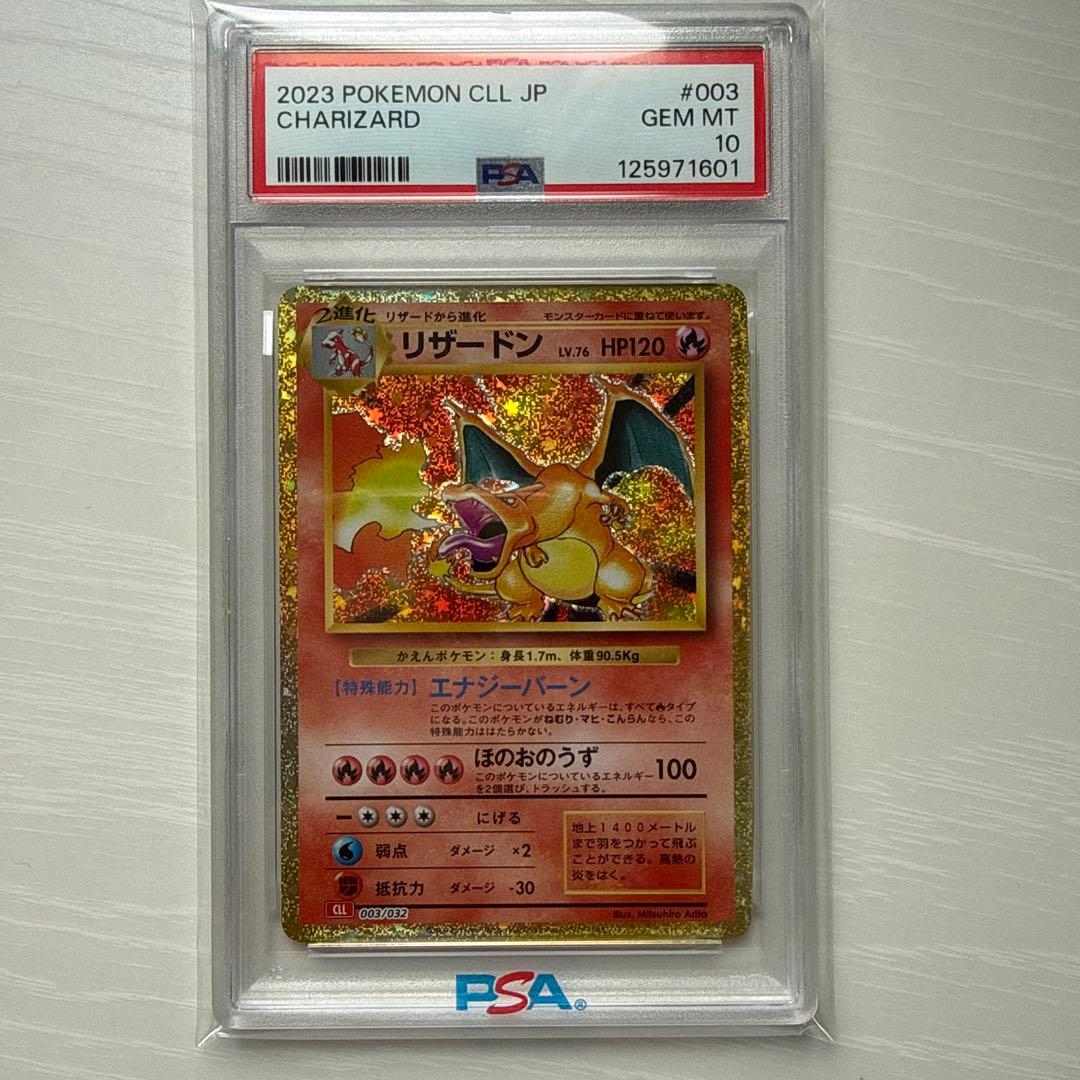 2023 POKEMON CLL JP #003
CHARIZARD GEM MT
10
PSA 125971601
2進化 リザードから進化 モンスターカードに重ねて使います。
リザードン LV.76 HP120
かえんポケモン：身長1.7m、体重90.5Kg
【特殊能力】 エナジーバーン
このポケモンについているエネルギーは、すべて🔥タイプ
になる。このポケモンがねむり・マヒ・こんらんなら、この
特殊能力ははたらかない。
ほのおのうず 100
このポケモンについているエネルギー
を2個選び、トラッシュする。
にげる
弱点 ダメージ ×2
抵抗力 ダメージ -30
地上1400メートル
まで羽をつかって飛ぶ
ことができる。高熱の
炎をはく。
CLL 003/032 Illus. Mitsuhiro Arita
PSA®